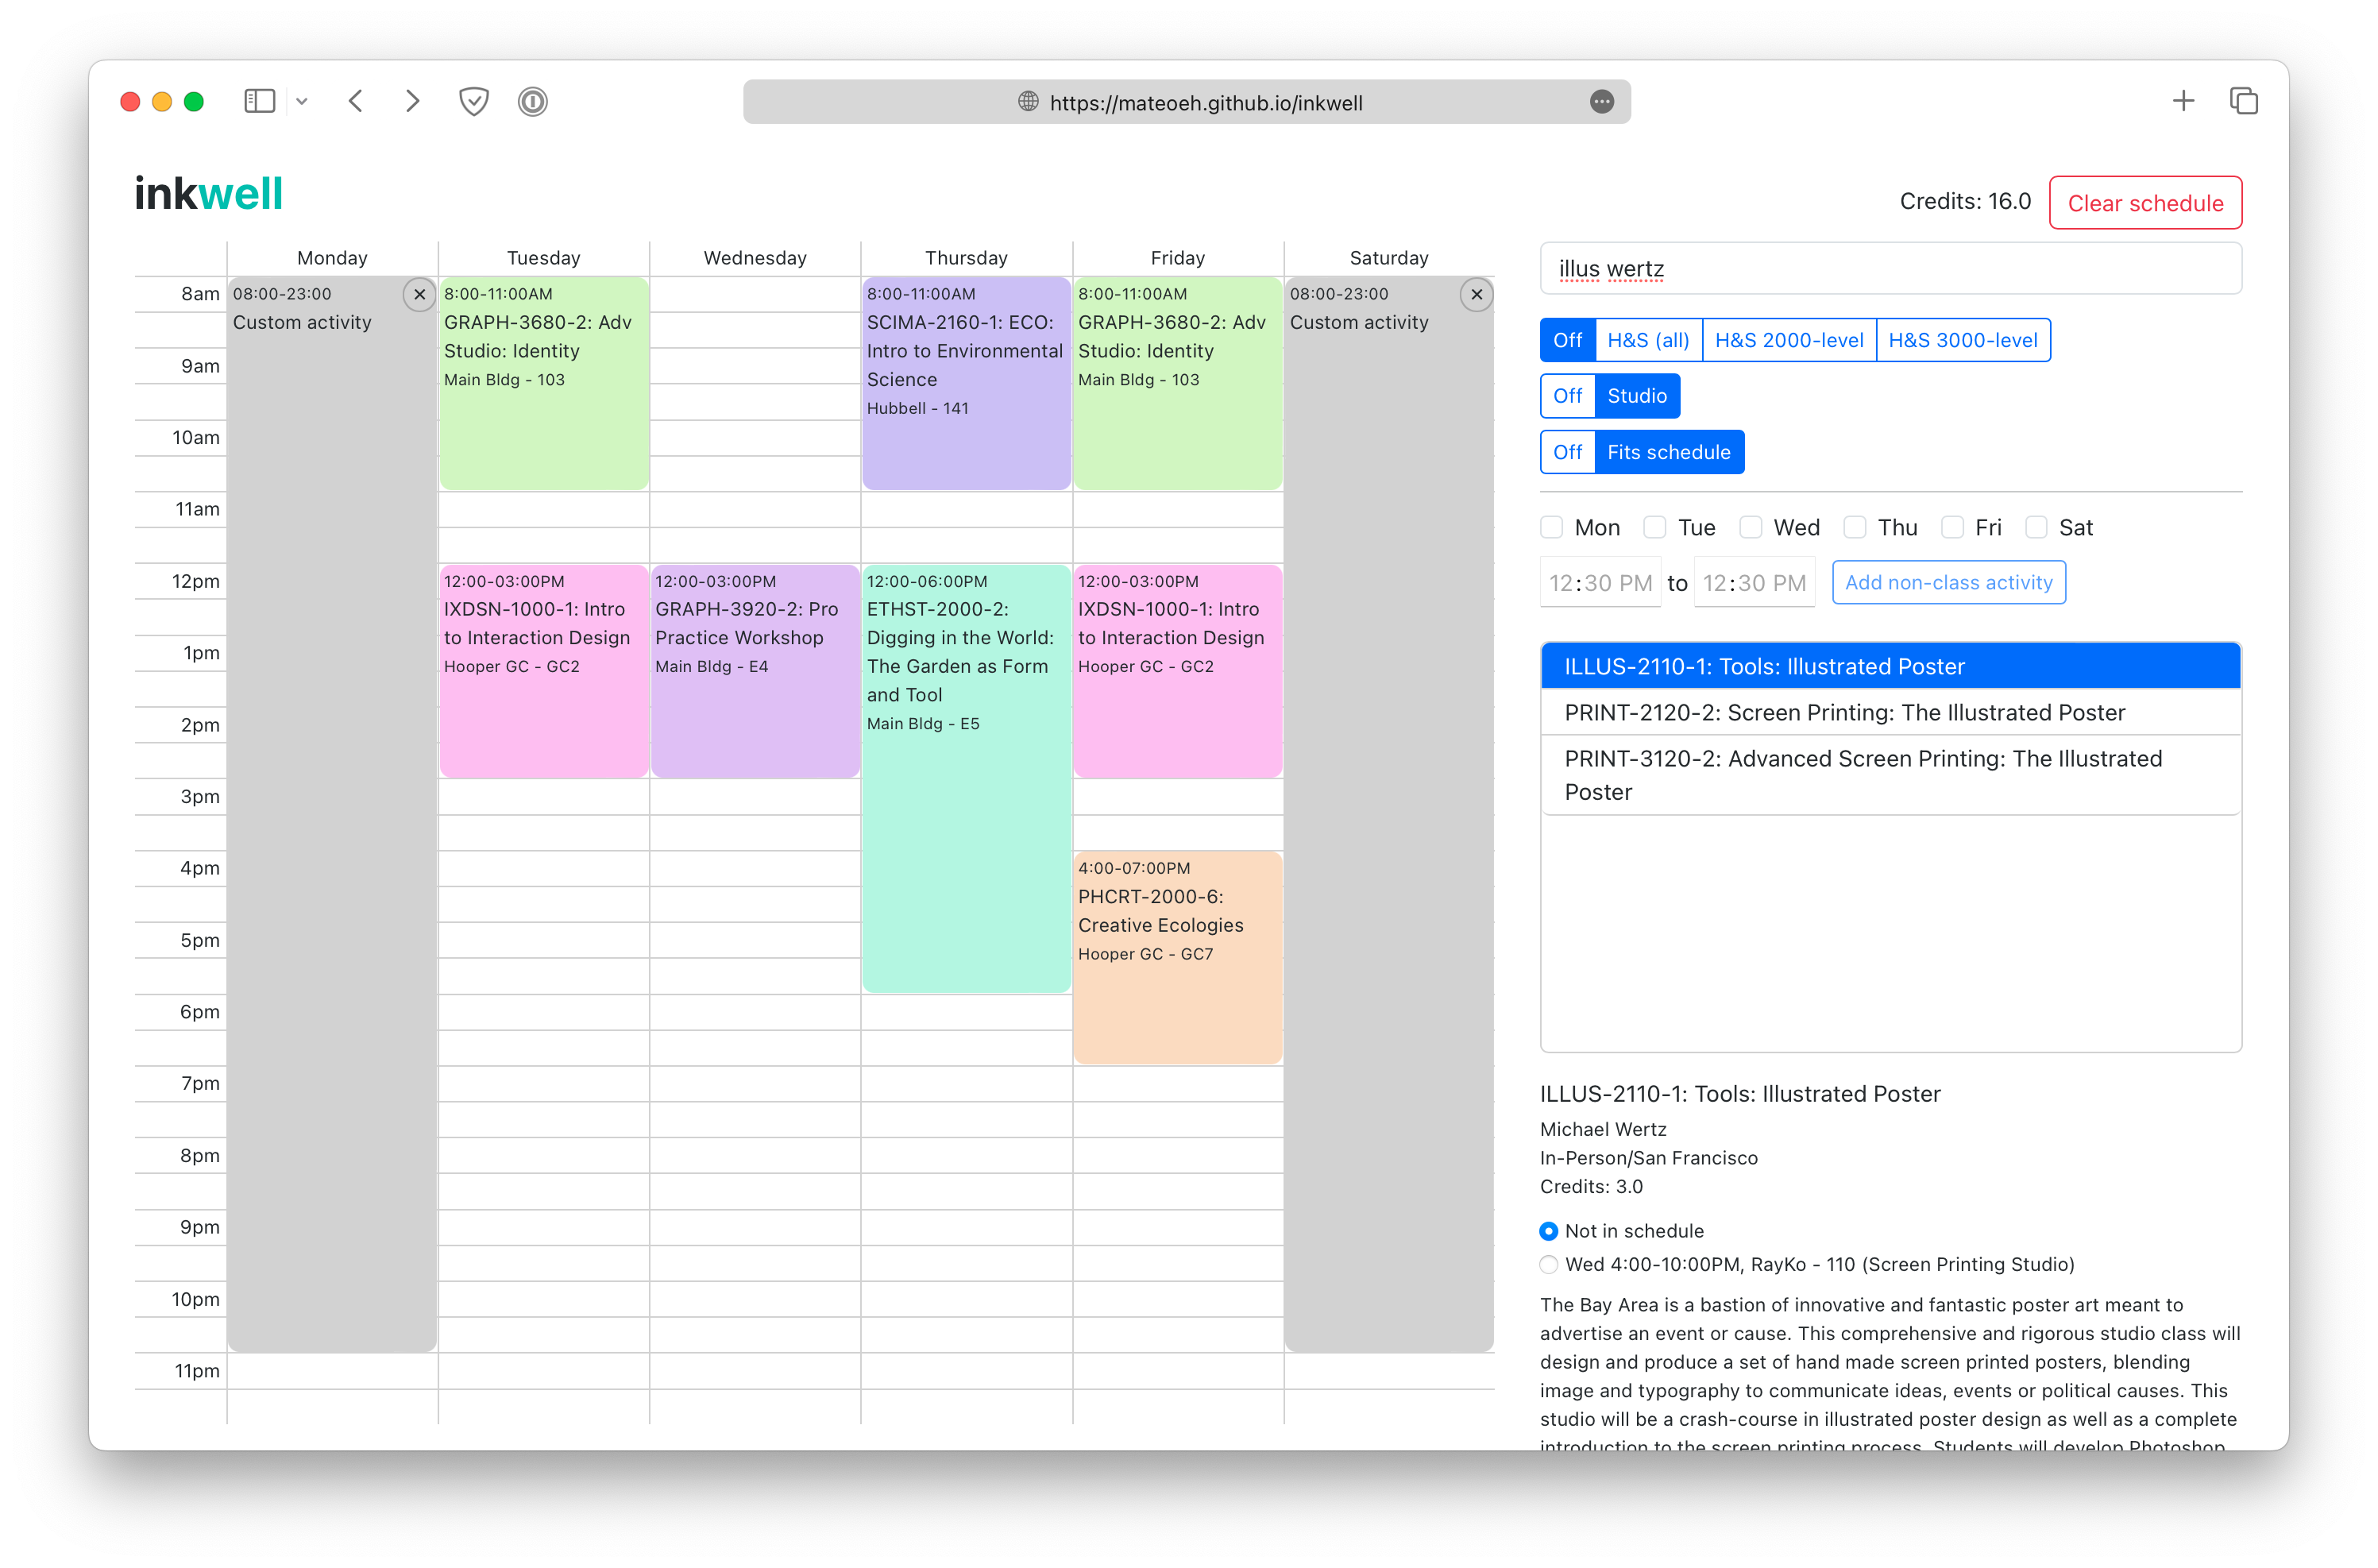 https://mateoeh.github.io/inkwell
inkwell
Credits: 16.0
Clear schedule
Monday
Tuesday
Wednesday
Thursday
Friday
Saturday
8am
9am
10am
11am
12pm
1pm
2pm
3pm
4pm
5pm
6pm
7pm
8pm
9pm
10pm
11pm
08:00-23:00
Custom activity
8:00-11:00AM
GRAPH-3680-2: Adv
Studio: Identity
Main Bldg - 103
12:00-03:00PM
IXDSN-1000-1: Intro
to Interaction Design
Hooper GC - GC2
12:00-03:00PM
GRAPH-3920-2: Pro
Practice Workshop
Main Bldg - E4
8:00-11:00AM
SCIMA-2160-1: ECO:
Intro to Environmental
Science
Hubbell - 141
12:00-06:00PM
ETHST-2000-2:
Digging in the World:
The Garden as Form
and Tool
Main Bldg - E5
8:00-11:00AM
GRAPH-3680-2: Adv
Studio: Identity
Main Bldg - 103
12:00-03:00PM
IXDSN-1000-1: Intro
to Interaction Design
Hooper GC - GC2
4:00-07:00PM
PHCRT-2000-6:
Creative Ecologies
Hooper GC - GC7
08:00-23:00
Custom activity
illus wertz
Off H&S (all) H&S 2000-level H&S 3000-level
Off Studio
Off Fits schedule
Mon Tue Wed Thu Fri Sat
12:30 PM to 12:30 PM Add non-class activity
ILLUS-2110-1: Tools: Illustrated Poster
PRINT-2120-2: Screen Printing: The Illustrated Poster
PRINT-3120-2: Advanced Screen Printing: The Illustrated
Poster
ILLUS-2110-1: Tools: Illustrated Poster
Michael Wertz
In-Person/San Francisco
Credits: 3.0
Not in schedule
Wed 4:00-10:00PM, RayKo - 110 (Screen Printing Studio)
The Bay Area is a bastion of innovative and fantastic poster art meant to
advertise an event or cause. This comprehensive and rigorous studio class will
design and produce a set of hand made screen printed posters, blending
image and typography to communicate ideas, events or political causes. This
studio will be a crash-course in illustrated poster design as well as a complete
introduction to the screen printing process. Students will develop Photoshop